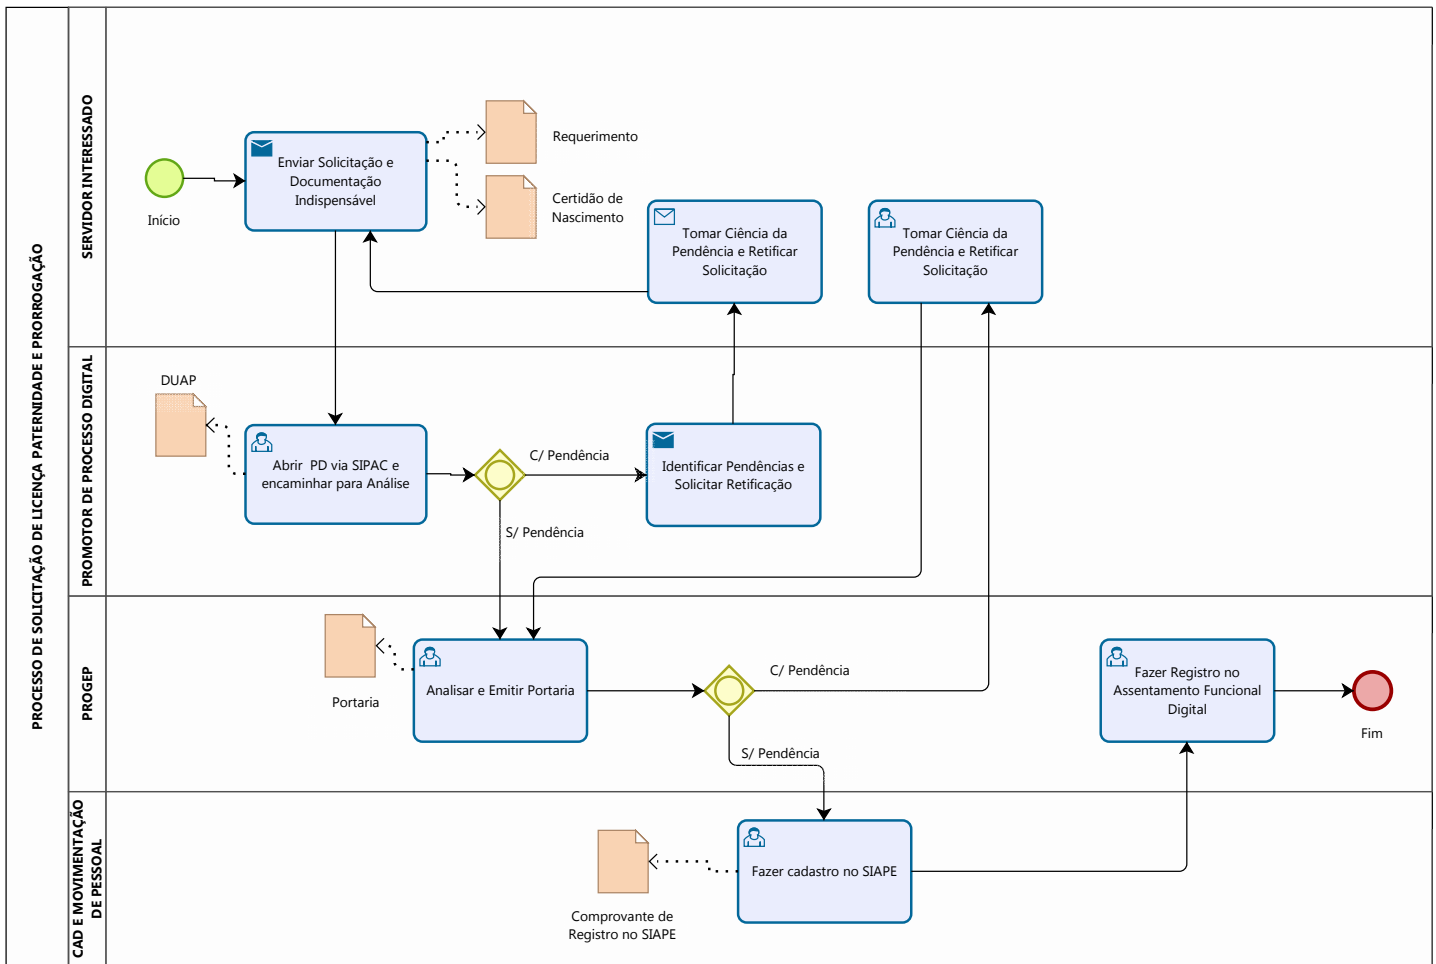 PROCESSO DE SOLICITAÇÃO DE LICENÇA PATERNIDADE E PRORROGAÇÃO
SERVIDOR INTERESSADO
Início
Enviar Solicitação e
Documentação
Indispensável
Requerimento
Certidão de
Nascimento
Tomar Ciência da
Pendência e Retificar
Solicitação
Tomar Ciência da
Pendência e Retificar
Solicitação
PROMOTOR DE PROCESSO DIGITAL
DUAP
Abrir  PD via SIPAC e
encaminhar para Análise
C/ Pendência
S/ Pendência
Identificar Pendências e
Solicitar Retificação
PROGEP
Portaria
Analisar e Emitir Portaria
C/ Pendência
S/ Pendência
Fazer Registro no
Assentamento Funcional
Digital
Fim
CAD E MOVIMENTAÇÃO
DE PESSOAL
Comprovante de
Registro no SIAPE
Fazer cadastro no SIAPE